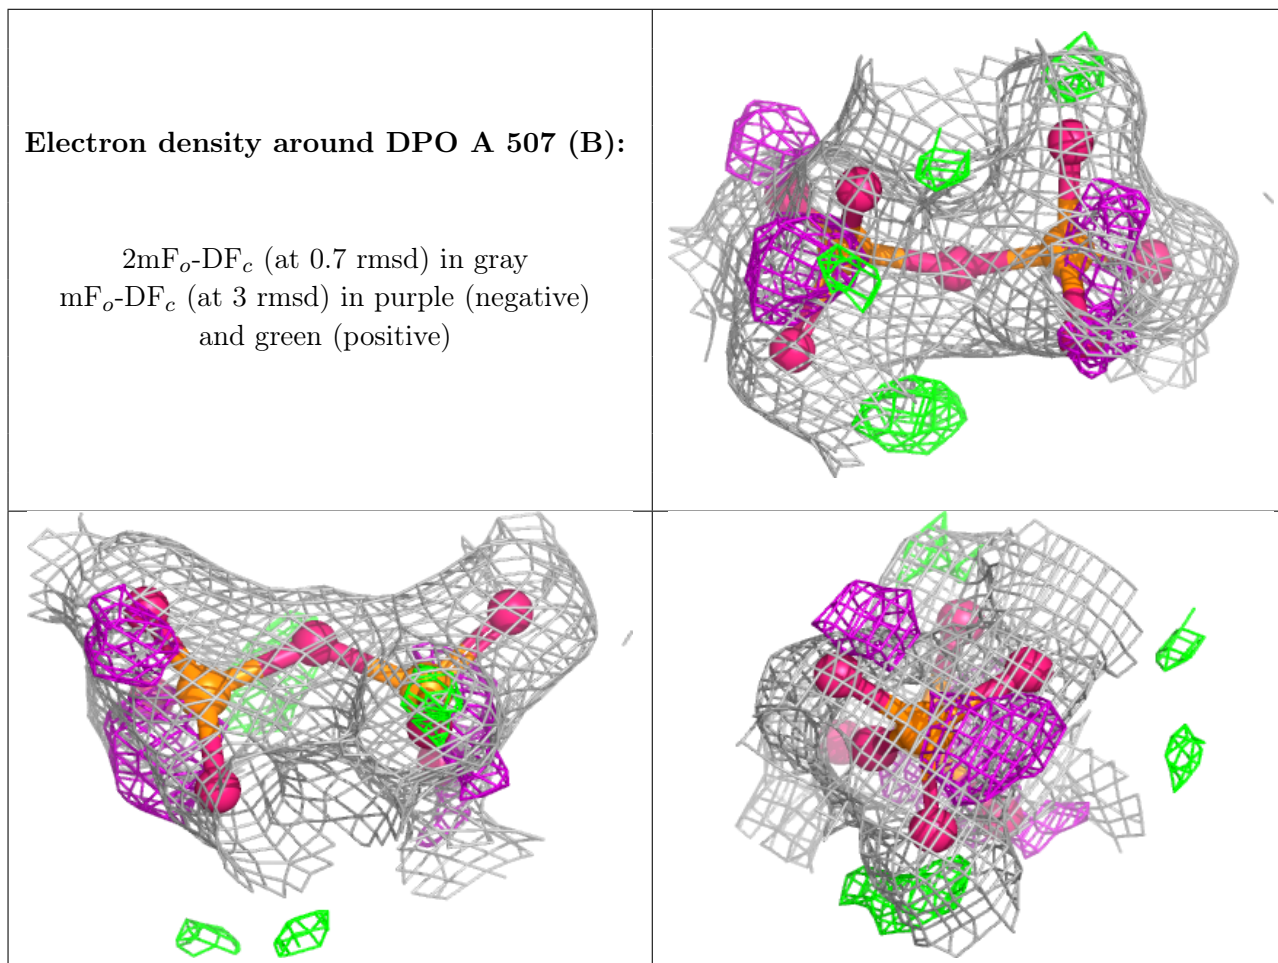 Electron density around DPO A 507 (B):
2mFo-DFc (at 0.7 rmsd) in gray
mFo-DFc (at 3 rmsd) in purple (negative)
and green (positive)